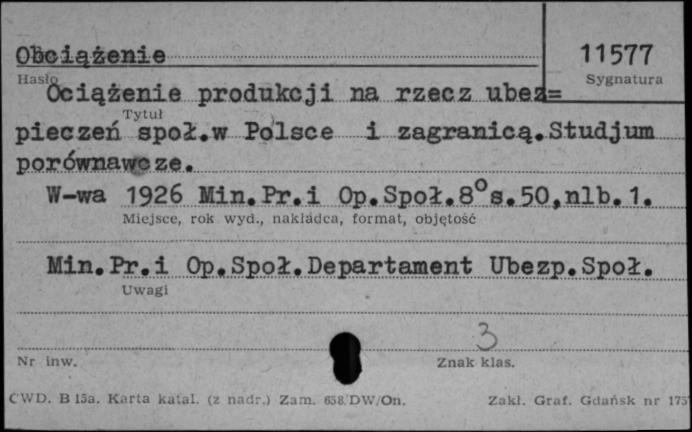 Obciążenie
11577
Hasło
Sygnatura
Ociążenie produkcji na rzecz ubez=
Tytuł
pieczeń społ.w Polsce i zagranicą.Studjum
porównawcze.
W-wa 1926 Min.Pr.i Op.Społ.8°s.50,nlb.1.
Miejsce, rok wyd., nakładca, format, objętość
Min.Pr.i Op.Społ.Departament Ubezp.Społ.
Uwagi
3
Nr inw.
Znak klas.
CWD. B 15a. Karta katal. (z nadr.) Zam. 658/DW/On.
Zakł. Graf. Gdańsk nr 175